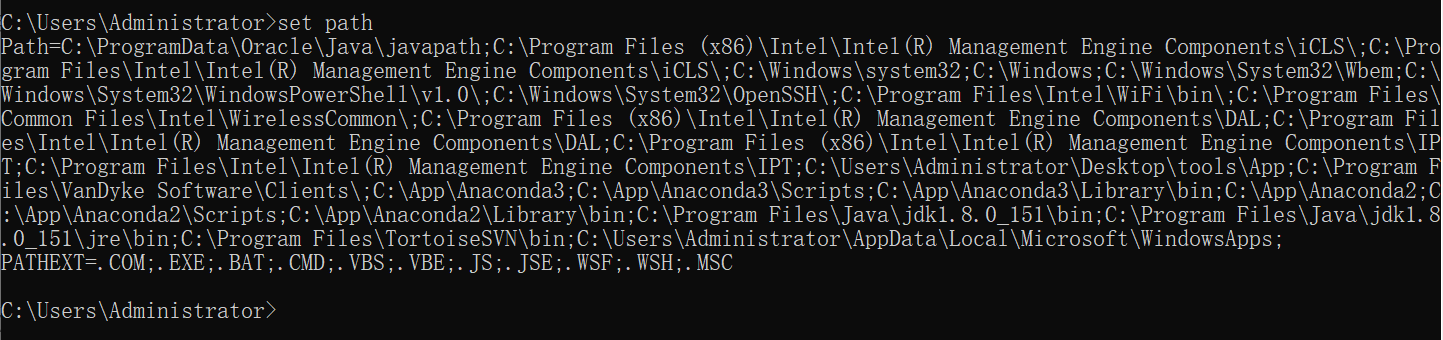 C:\Users\Administrator>set path
Path=C:\ProgramData\Oracle\Java\javapath;C:\Program Files (x86)\Intel\Intel(R) Management Engine Components\iCLS\;C:\Pro
gram Files\Intel\Intel(R) Management Engine Components\iCLS\;C:\Windows\system32;C:\Windows;C:\Windows\System32\Wbem;C:\
Windows\System32\WindowsPowerShell\v1.0\;C:\Windows\System32\OpenSSH\;C:\Program Files\Intel\WiFi\bin\;C:\Program Files\
Common Files\Intel\WirelessCommon\;C:\Program Files (x86)\Intel\Intel(R) Management Engine Components\DAL;C:\Program Fil
es\Intel\Intel(R) Management Engine Components\DAL;C:\Program Files (x86)\Intel\Intel(R) Management Engine Components\IP
T;C:\Program Files\Intel\Intel(R) Management Engine Components\IPT;C:\Users\Administrator\Desktop\tools\App;C:\Program F
iles\VanDyke Software\Clients\;C:\App\Anaconda3;C:\App\Anaconda3\Scripts;C:\App\Anaconda3\Library\bin;C:\App\Anaconda2;C
:\App\Anaconda2\Scripts;C:\App\Anaconda2\Library\bin;C:\Program Files\Java\jdk1.8.0_151\bin;C:\Program Files\Java\jdk1.8
.0_151\jre\bin;C:\Program Files\TortoiseSVN\bin;C:\Users\Administrator\AppData\Local\Microsoft\WindowsApps;
PATHEXT=.COM;.EXE;.BAT;.CMD;.VBS;.VBE;.JS;.JSE;.WSF;.WSH;.MSC
C:\Users\Administrator>